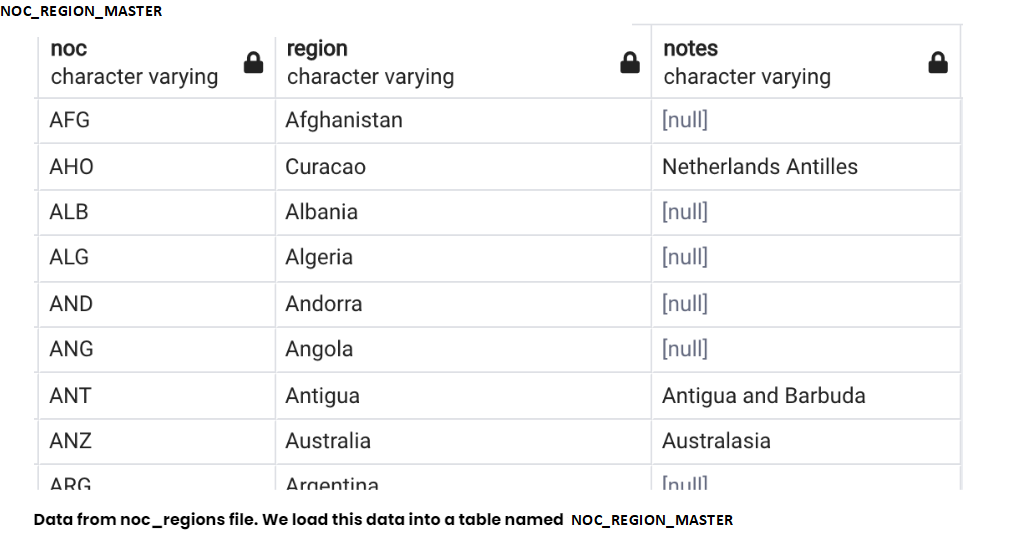 NOC_REGION_MASTER
noc region notes
character varying character varying character varying
AFG Afghanistan [null]
AHO Curacao Netherlands Antilles
ALB Albania [null]
ALG Algeria [null]
AND Andorra [null]
ANG Angola [null]
ANT Antigua Antigua and Barbuda
ANZ Australia Australasia
ARG Argentina [null]
Data from noc_regions file. We load this data into a table named NOC_REGION_MASTER